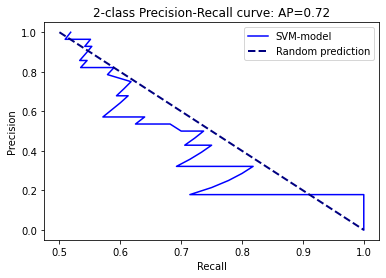 2-class Precision-Recall curve: AP=0.72
SVM-model
Random prediction
Precision
1.0
0.8
0.6
0.4
0.2
0.0
0.5 0.6 0.7 0.8 0.9 1.0
Recall